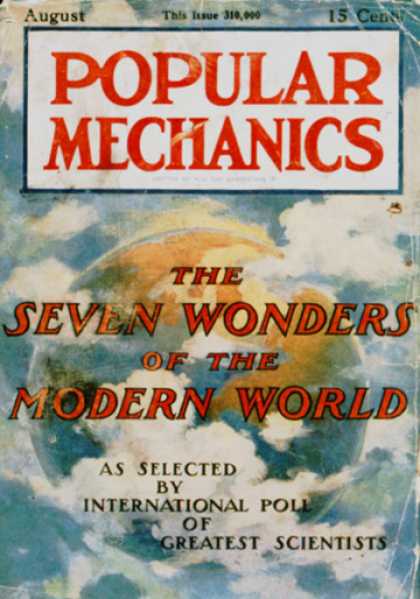 August This Issue 310,000 15 Cents
POPULAR
MECHANICS
THE
SEVEN WONDERS
OF THE
MODERN WORLD
AS SELECTED
BY
INTERNATIONAL POLL
OF
GREATEST SCIENTISTS